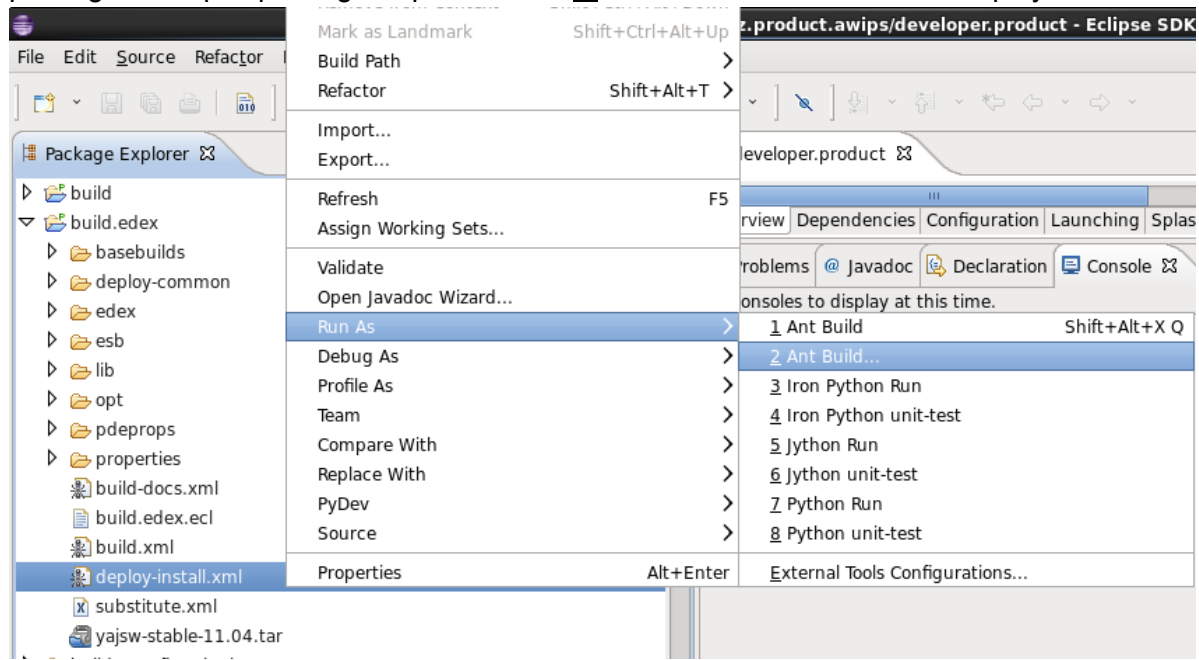 Mark as Landmark Shift+Ctrl+Alt+Up
z.product.awips/developer.product - Eclipse SDK
File Edit Source Refactor
Build Path
Refactor Shift+Alt+T
Import...
Export...
Package Explorer
developer.product
build
build.edex
basebuilds
deploy-common
edex
esb
lib
opt
pdeprops
properties
build-docs.xml
build.edex.ecl
build.xml
deploy-install.xml
substitute.xml
yajsw-stable-11.04.tar
Refresh F5
Assign Working Sets...
Validate
Open Javadoc Wizard...
Run As
Debug As
Profile As
Team
Compare With
Replace With
PyDev
Source
Properties Alt+Enter
rview Dependencies Configuration Launching Splas
roblems @ Javadoc Declaration Console
onsoles to display at this time.
1 Ant Build Shift+Alt+X Q
2 Ant Build...
3 Iron Python Run
4 Iron Python unit-test
5 Jython Run
6 Jython unit-test
7 Python Run
8 Python unit-test
External Tools Configurations...